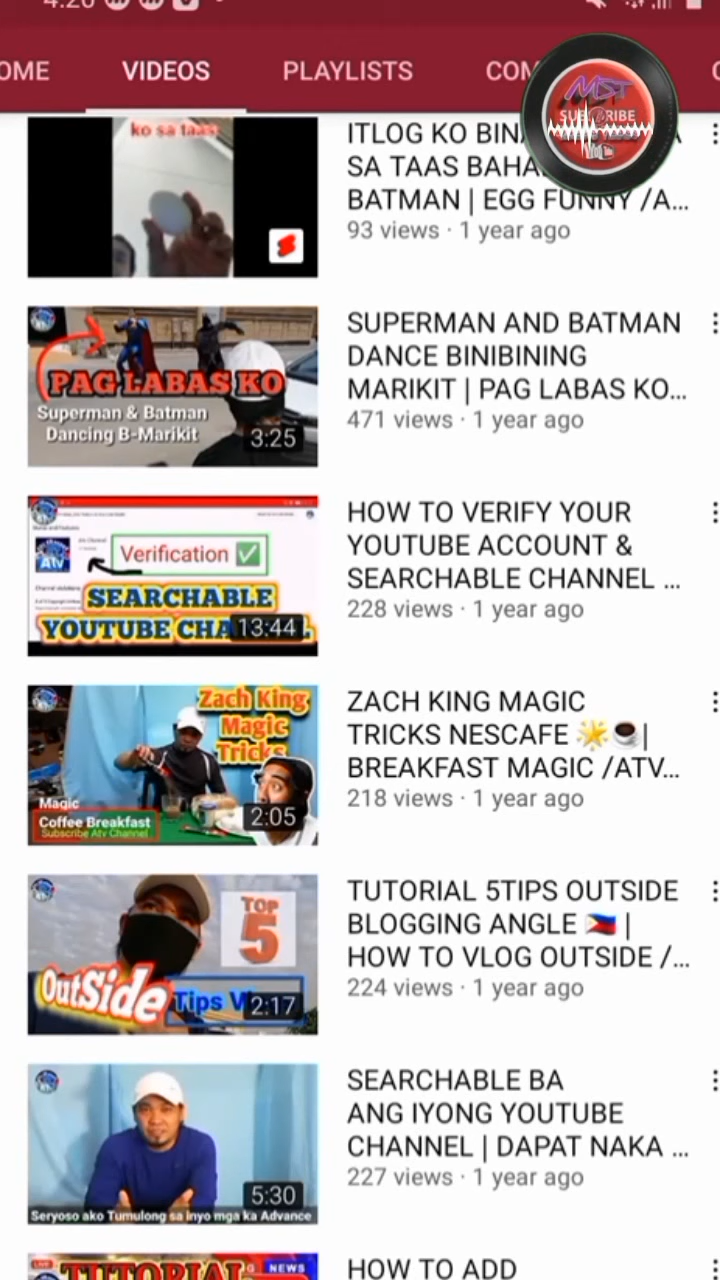 4:20
OME
VIDEOS
PLAYLISTS
COM
MST
SUBSCRIBE
ko sa taas
ITLOG KO BIN
SA TAAS BAHA
BATMAN | EGG FUNNY /A...
93 views · 1 year ago
PAG LABAS KO
Superman & Batman
Dancing B-Marikit
3:25
SUPERMAN AND BATMAN
DANCE BINIBINING
MARIKIT | PAG LABAS KO...
471 views · 1 year ago
Verification ✅
ATV
SEARCHABLE
YOUTUBE CHA
13:44
HOW TO VERIFY YOUR
YOUTUBE ACCOUNT &
SEARCHABLE CHANNEL ...
228 views · 1 year ago
Zach King
Magic
Tricks
Magic
Coffee Breakfast
Subscribe Atv Channel
2:05
ZACH KING MAGIC
TRICKS NESCAFE 🌟☕|
BREAKFAST MAGIC /ATV...
218 views · 1 year ago
TOP
5
OutSide
Tips V
2:17
TUTORIAL 5TIPS OUTSIDE
BLOGGING ANGLE 🇵🇭 |
HOW TO VLOG OUTSIDE /...
224 views · 1 year ago
5:30
Seryoso ako Tumulong sa inyo mga ka Advance
SEARCHABLE BA
ANG IYONG YOUTUBE
CHANNEL | DAPAT NAKA ...
227 views · 1 year ago
LIVE
TUTORIAL
NEWS
HOW TO ADD